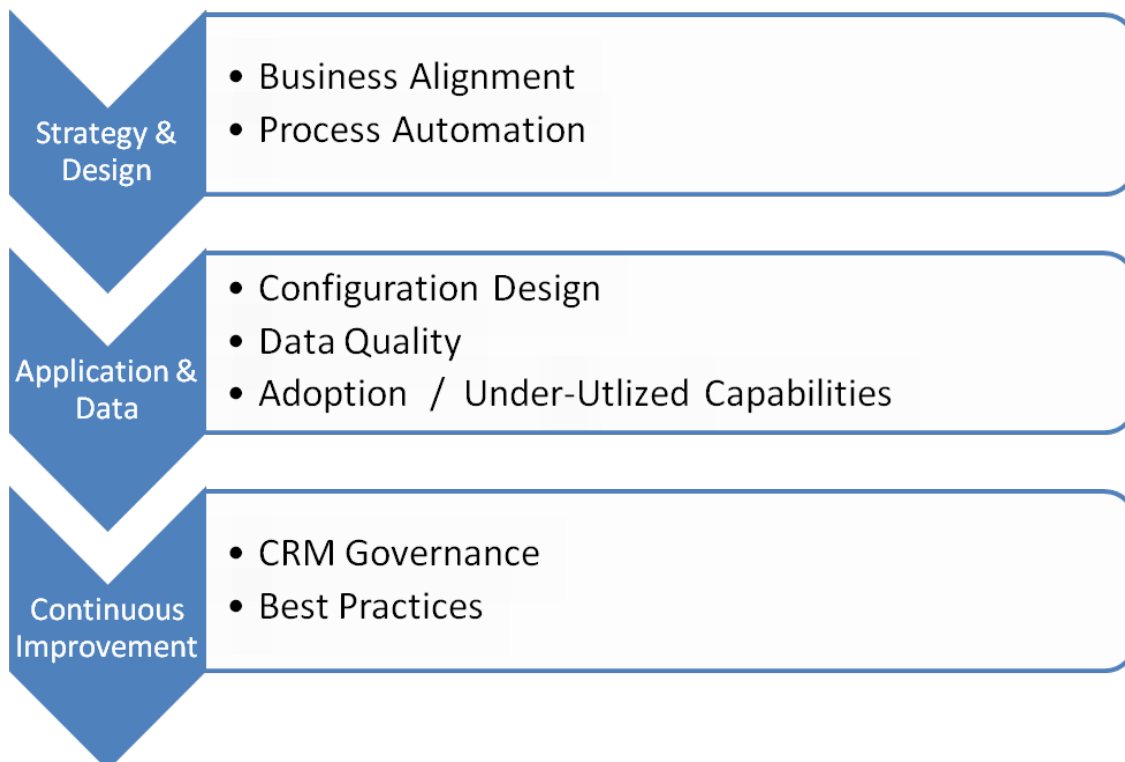 Strategy &
Design
• Business Alignment
• Process Automation
Application &
Data
• Configuration Design
• Data Quality
• Adoption / Under-Utlized Capabilities
Continuous
Improvement
• CRM Governance
• Best Practices